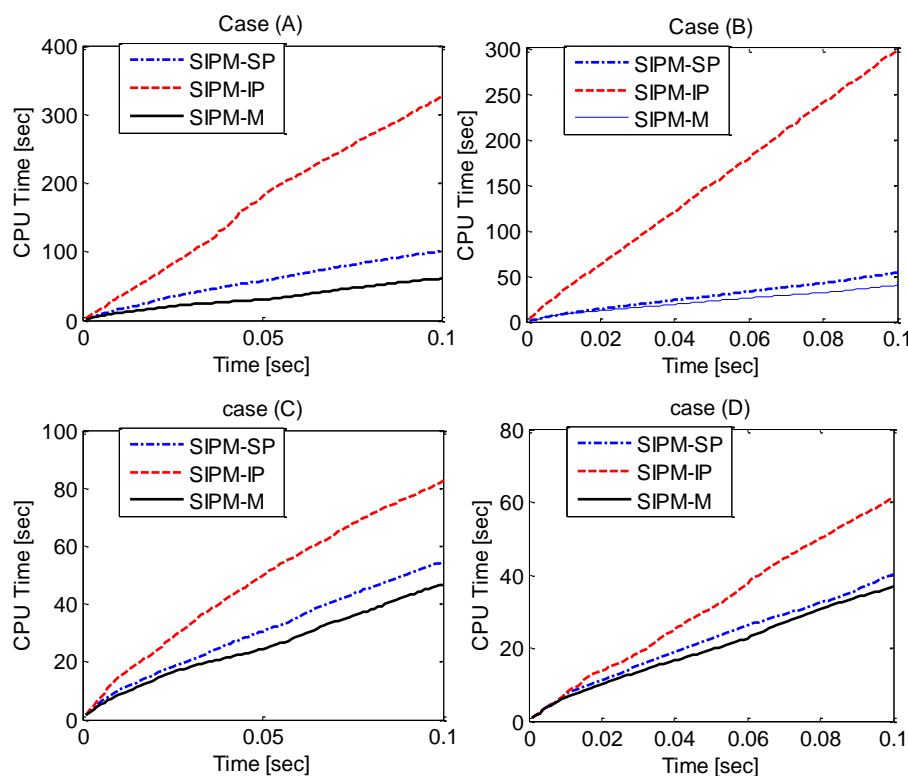 Case (A)
CPU Time [sec]
400
300
200
100
0
SIPM-SP
SIPM-IP
SIPM-M
0
0.05
0.1
Time [sec]
Case (B)
CPU Time [sec]
300
250
200
150
100
50
0
SIPM-SP
SIPM-IP
SIPM-M
0
0.02
0.04
0.06
0.08
0.1
Time [sec]
case (C)
CPU Time [sec]
100
80
60
40
20
0
SIPM-SP
SIPM-IP
SIPM-M
0
0.05
0.1
Time [sec]
case (D)
CPU Time [sec]
80
60
40
20
0
SIPM-SP
SIPM-IP
SIPM-M
0
0.02
0.04
0.06
0.08
0.1
Time [sec]